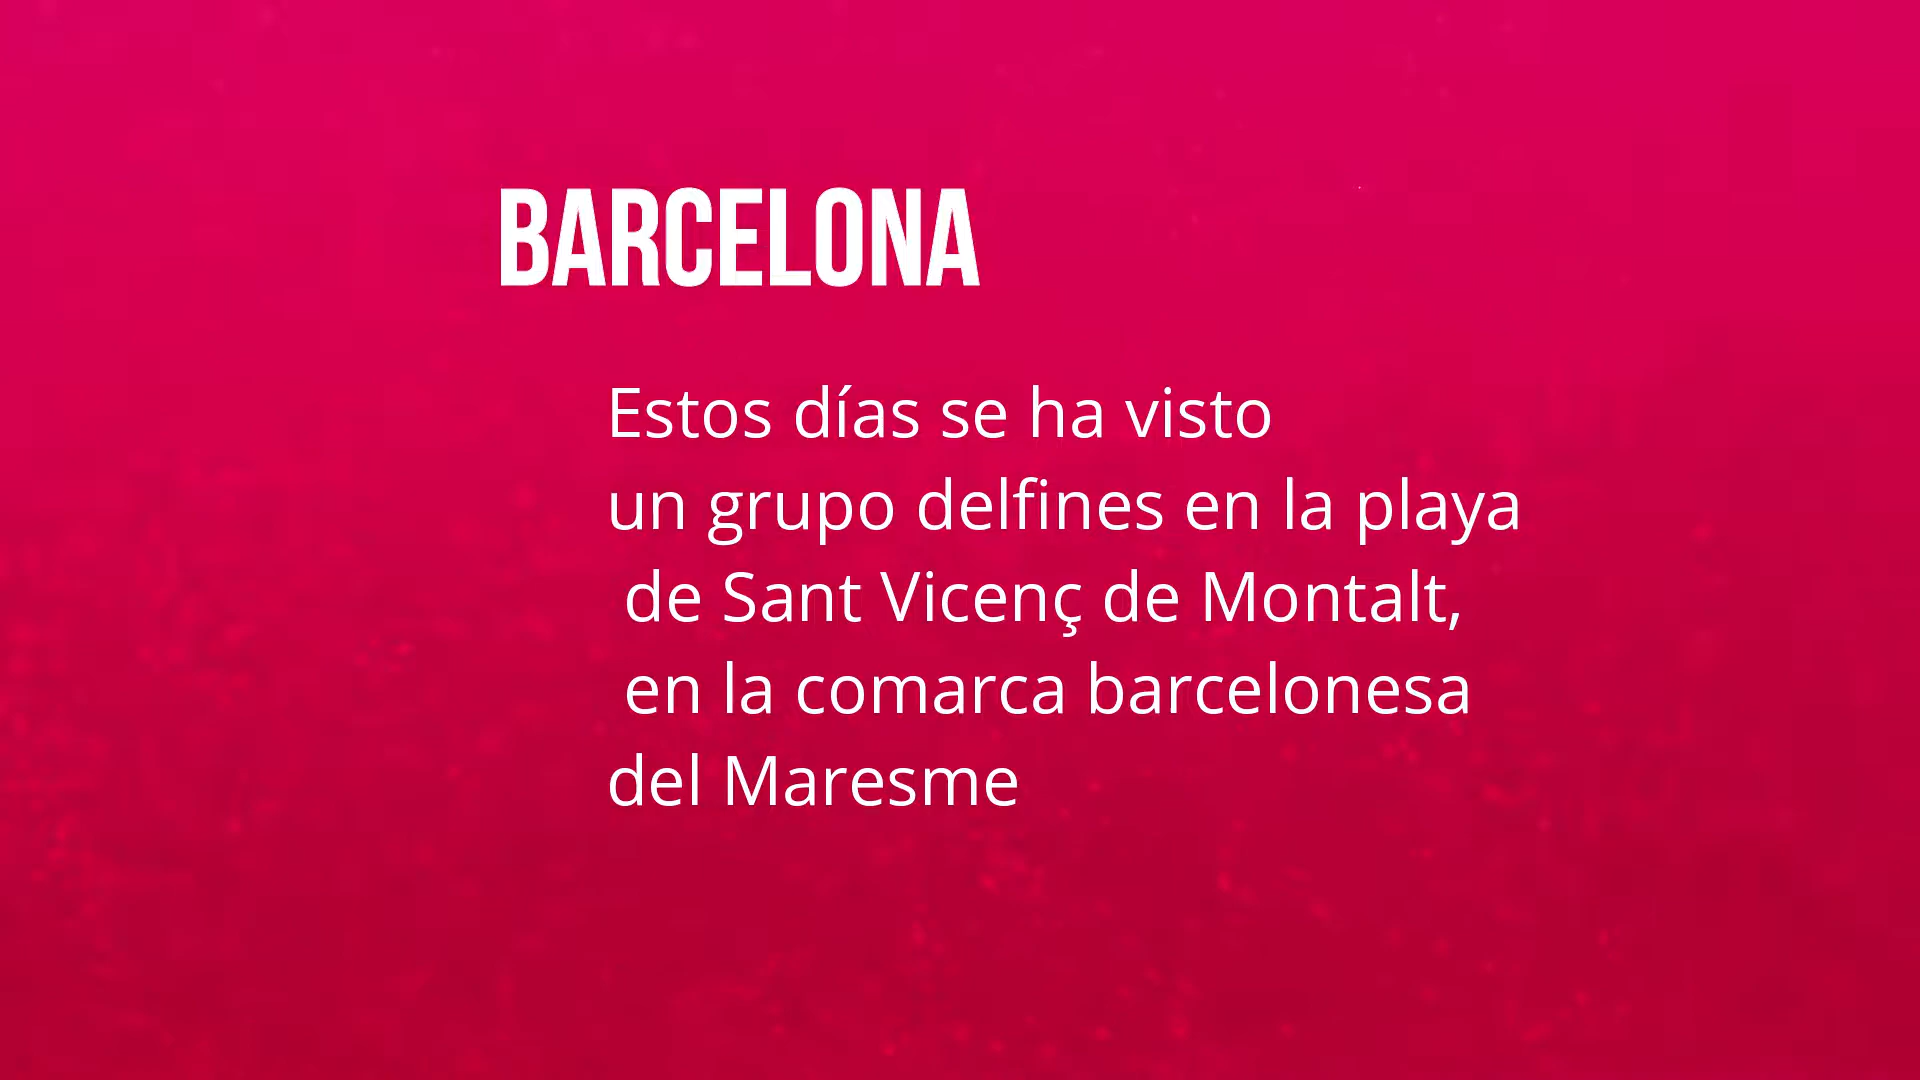 BARCELONA
Estos días se ha visto
un grupo delfines en la playa
de Sant Vicenç de Montalt,
en la comarca barcelonesa
del Maresme